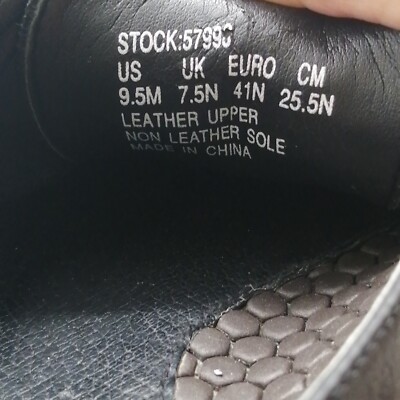 STOCK:57996
US UK EURO CM
9.5M 7.5N 41N 25.5N
LEATHER UPPER
NON LEATHER SOLE
MADE IN CHINA